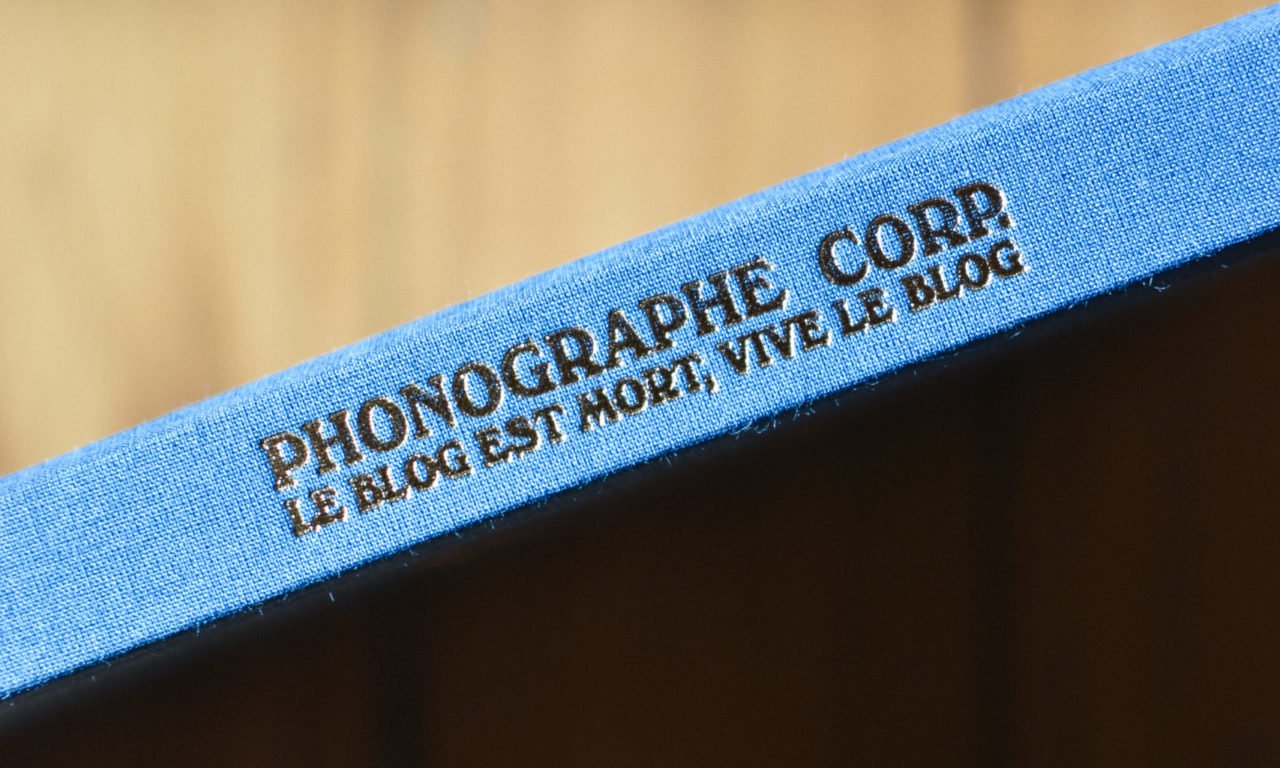 PHONOGRAPHE CORP.
LE BLOG EST MORT, VIVE LE BLOG